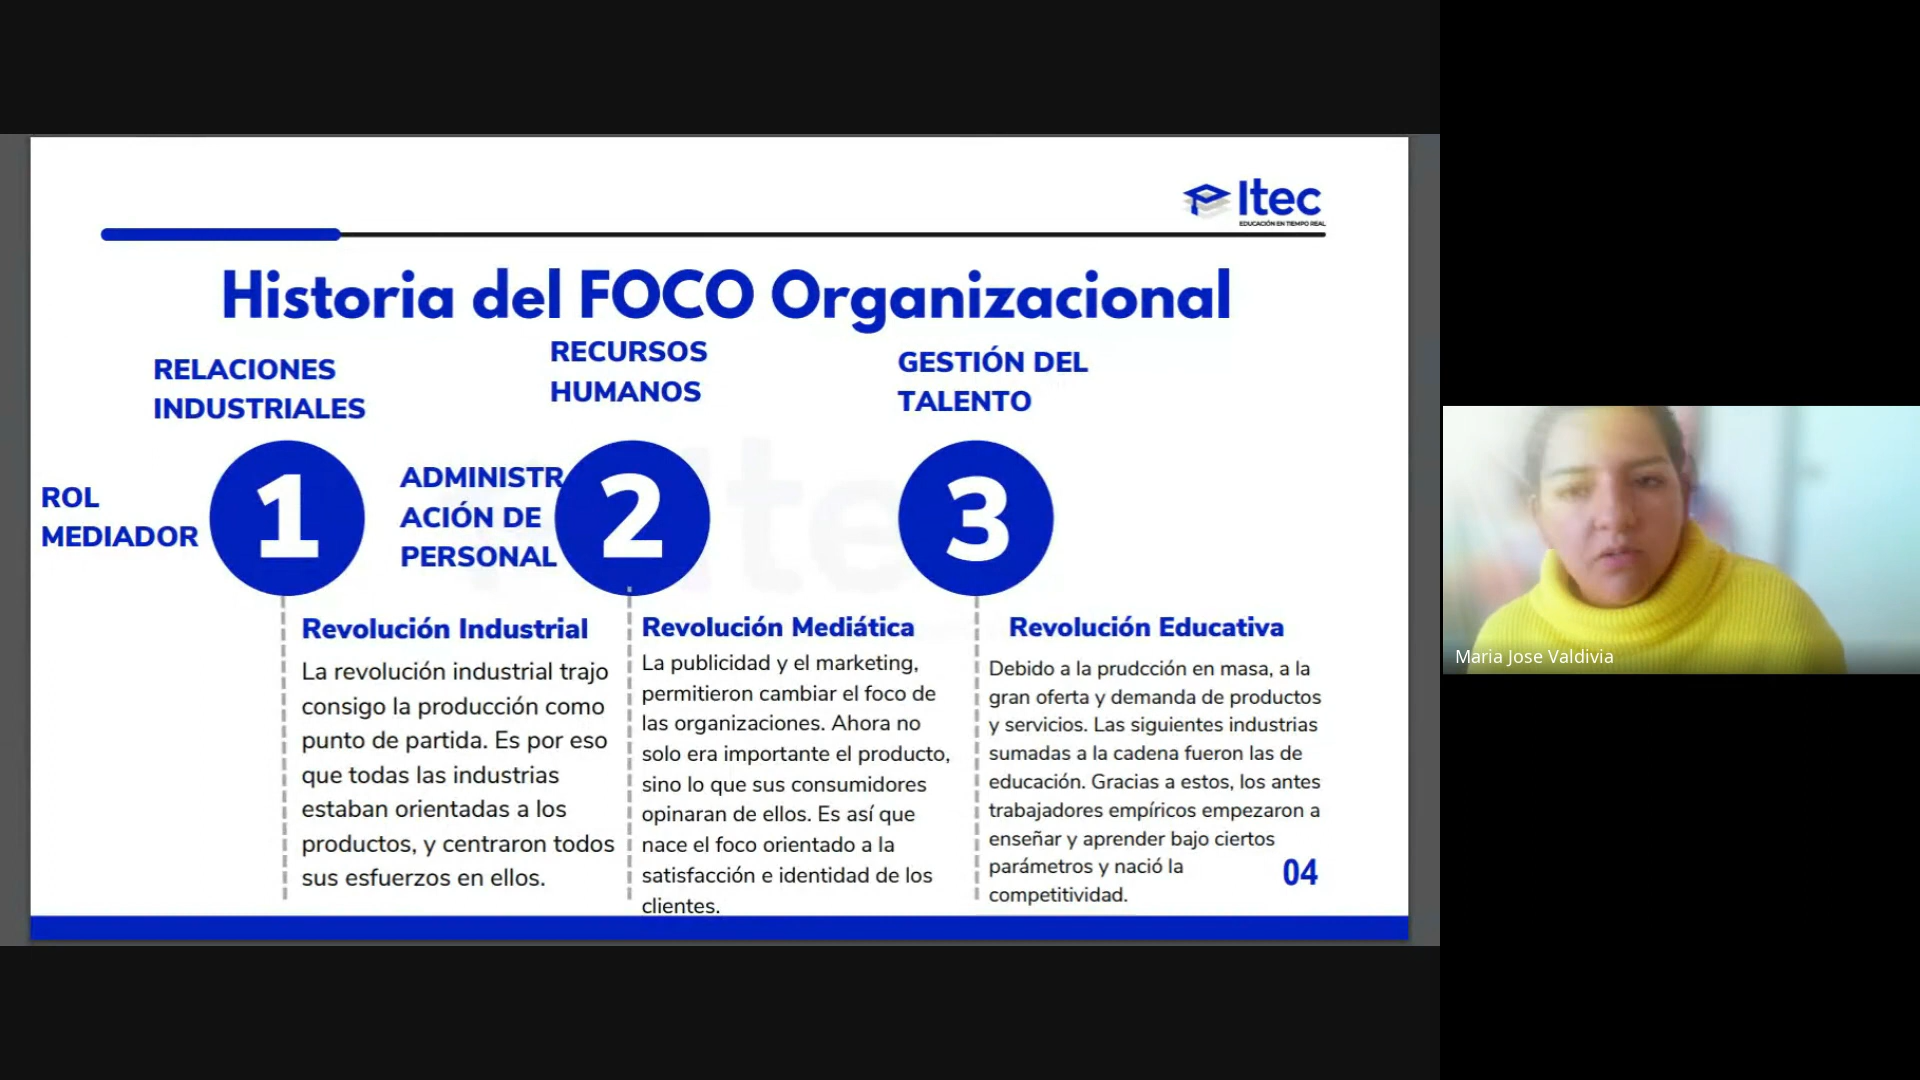 Itec
EDUCACIÓN EN TIEMPO REAL
Historia del FOCO Organizacional
RELACIONES
INDUSTRIALES
RECURSOS
HUMANOS
GESTIÓN DEL
TALENTO
ROL
MEDIADOR
1
ADMINISTR
ACIÓN DE
PERSONAL
2
3
Revolución Industrial
La revolución industrial trajo
consigo la producción como
punto de partida. Es por eso
que todas las industrias
estaban orientadas a los
productos, y centraron todos
sus esfuerzos en ellos.
Revolución Mediática
La publicidad y el marketing,
permitieron cambiar el foco de
las organizaciones. Ahora no
solo era importante el producto,
sino lo que sus consumidores
opinaran de ellos. Es así que
nace el foco orientado a la
satisfacción e identidad de los
clientes.
Revolución Educativa
Debido a la prudcción en masa, a la
gran oferta y demanda de productos
y servicios. Las siguientes industrias
sumadas a la cadena fueron las de
educación. Gracias a estos, los antes
trabajadores empíricos empezaron a
enseñar y aprender bajo ciertos
parámetros y nació la
competitividad.
04
Maria Jose Valdivia